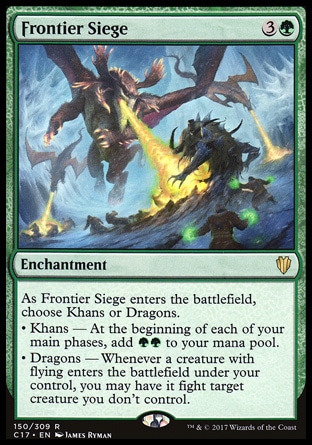 Frontier Siege 3
Enchantment
As Frontier Siege enters the battlefield,
choose Khans or Dragons.
• Khans — At the beginning of each of your
main phases, add to your mana pool.
• Dragons — Whenever a creature with
flying enters the battlefield under your
control, you may have it fight target
creature you don't control.
150/309 R
C17 • EN JAMES RYMAN ™ & © 2017 Wizards of the Coast